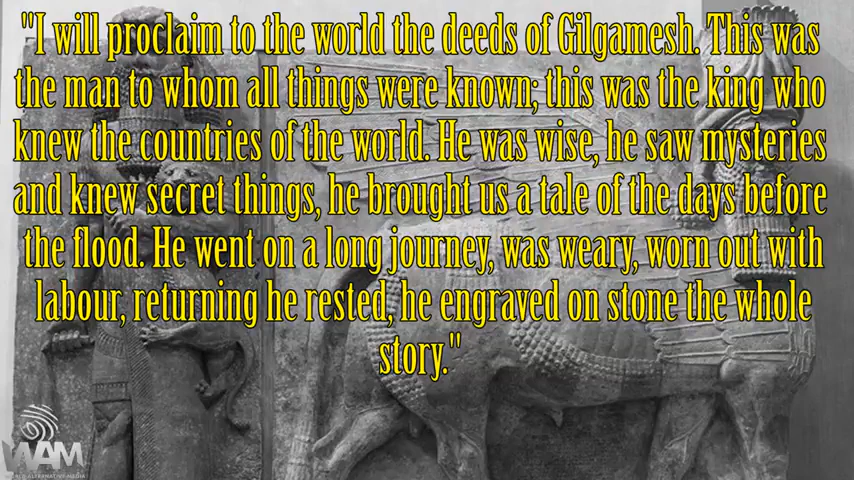 "I will proclaim to the world the deeds of Gilgamesh. This was
the man to whom all things were known; this was the king who
knew the countries of the world. He was wise, he saw mysteries
and knew secret things, he brought us a tale of the days before
the flood. He went on a long journey, was weary, worn out with
labour, returning he rested, he engraved on stone the whole
story."
WAM
WORLD ALTERNATIVE MEDIA